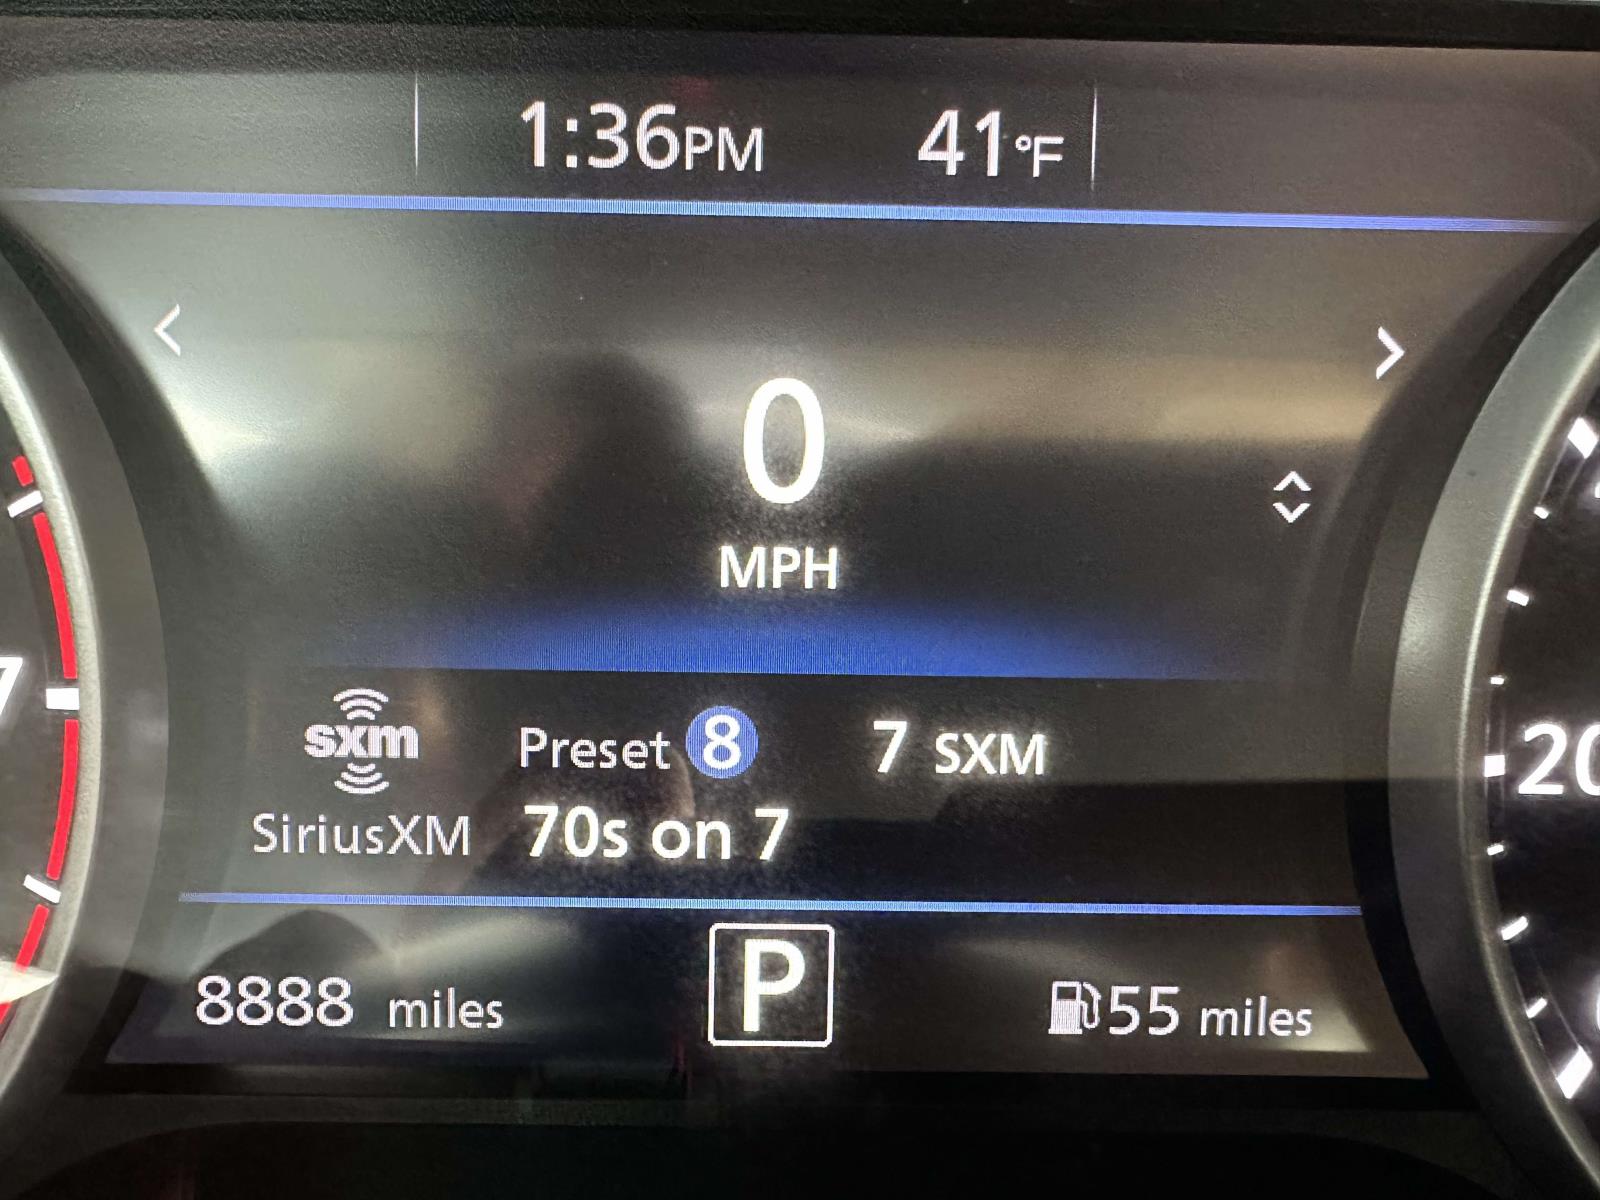 1:36PM 41°F
0
MPH
sxm Preset 8 7 SXM
SiriusXM 70s on 7
7
20
8888 miles P 55 miles